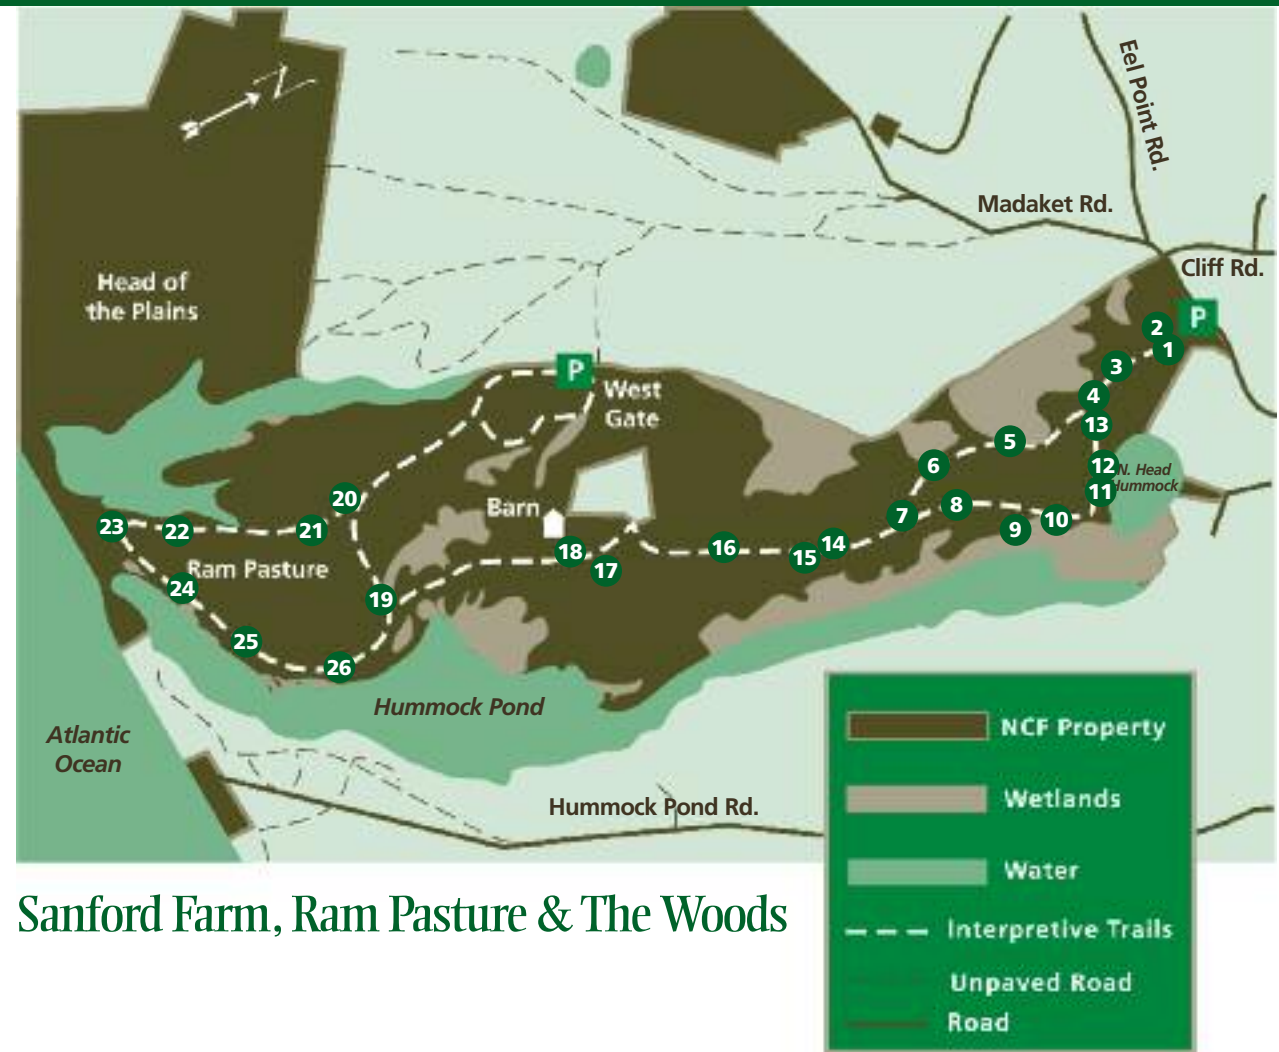 N
Eel Point Rd.
Madaket Rd.
Cliff Rd.
Head of
the Plains
P
2
1
3
P
West
Gate
4
13
5
6
12
N. Head
Hummock
11
20
Barn
7
8
9
10
23
22
21
18
17
16
15
14
Ram Pasture
24
19
25
26
Hummock Pond
Atlantic
Ocean
Hummock Pond Rd.
NCF Property
Wetlands
Water
Interpretive Trails
Unpaved Road
Road
Sanford Farm, Ram Pasture & The Woods